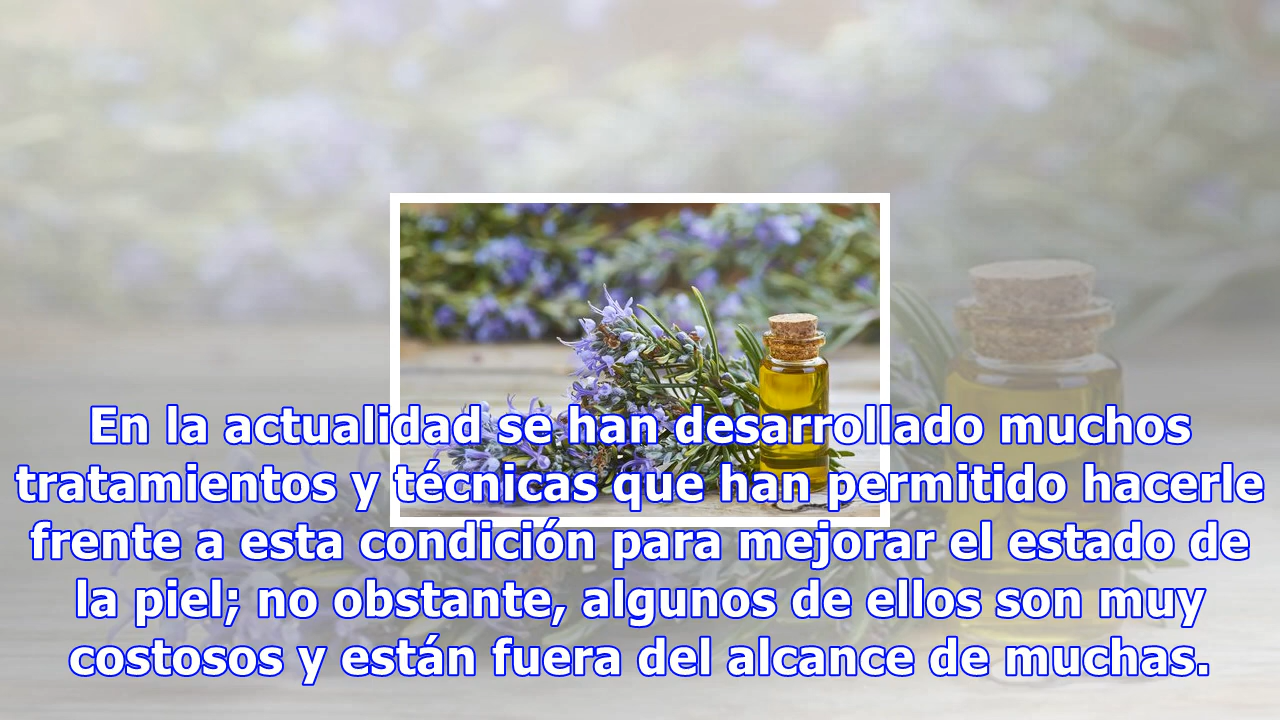 En la actualidad se han desarrollado muchos
tratamientos y técnicas que han permitido hacerle
frente a esta condición para mejorar el estado de
la piel; no obstante, algunos de ellos son muy
costosos y están fuera del alcance de muchas.